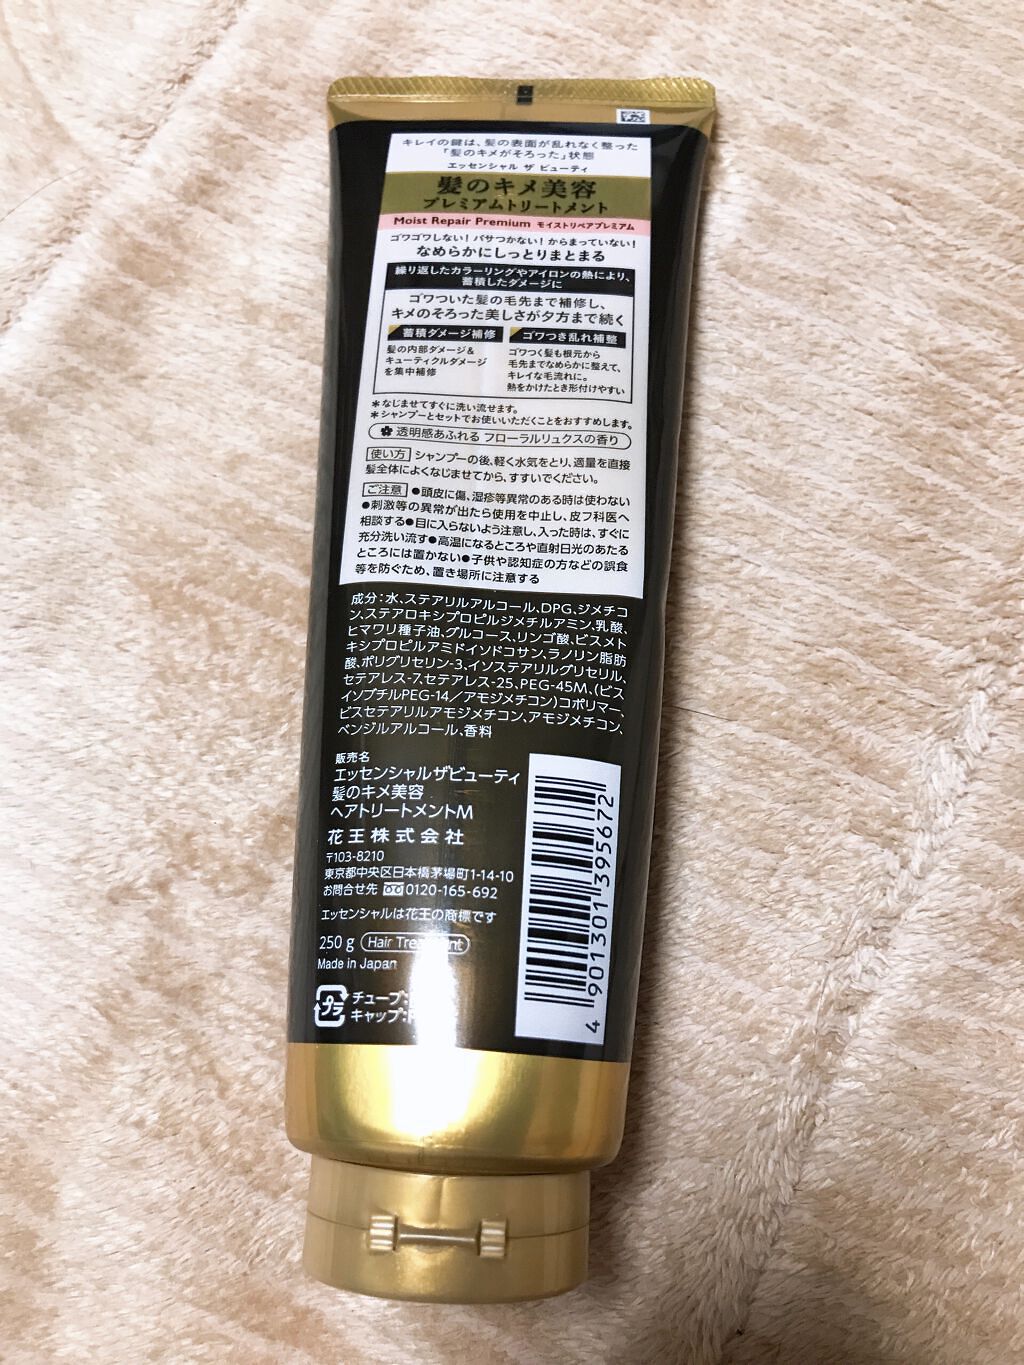 キレイの鍵は、髪の表面が乱れなく整った
「髪のキメがそろった」状態
エッセンシャル ザ ビューティ
髪のキメ美容
プレミアムトリートメント
Moist Repair Premium モイストリペアプレミアム
ゴワゴワしない!パサつかない!からまっていない!
なめらかにしっとりまとまる
繰り返したカラーリングやアイロンの熱により、
蓄積したダメージに
ゴワついた髪の毛先まで補修し、
キメのそろった美しさが夕方まで続く
蓄積ダメージ補修
髪の内部ダメージ&
キューティクルダメージ
を集中補修
ゴワつき乱れ補整
ゴワつく髪も根元から
毛先までなめらかに整えて、
キレイな毛流れに。
熱をかけたとき形付けやすい
*なじませてすぐに洗い流せます。
*シャンプーとセットでお使いいただくことをおすすめします。
透明感あふれる フローラルリュクスの香り
使い方 シャンプーの後、軽く水気をとり、適量を直接
髪全体によくなじませてから、すすいでください。
ご注意 ●頭皮に傷、湿疹等異常のある時は使わない
●刺激等の異常が出たら使用を中止し、皮フ科医へ
相談する●目に入らないよう注意し、入った時は、すぐに
充分洗い流す●高温になるところや直射日光のあたる
ところには置かない●子供や認知症の方などの誤食
等を防ぐため、置き場所に注意する
成分:水、ステアリルアルコール、DPG、ジメチコ
ン、ステアロキシプロピルジメチルアミン、乳酸、
ヒマワリ種子油、グルコース、リンゴ酸、ビスメト
キシプロピルアミドイソドコサン、ラノリン脂肪
酸、ポリグリセリン-3、イソステアリルグリセリル、
セテアレス-7、セテアレス-25、PEG-45M、(ビス
イソブチルPEG-14/アモジメチコン)コポリマー、
ビスセテアリルアモジメチコン、アモジメチコン、
ベンジルアルコール、香料
販売名
エッセンシャルザビューティ
髪のキメ美容
ヘアトリートメントM
花王株式会社
〒103-8210
東京都中央区日本橋茅場町1-14-10
お問合せ先 0120-165-692
エッセンシャルは花王の商標です
250g Hair Treatment
Made in Japan
プラ
チューブ:
キャップ:P
4 901301 395672